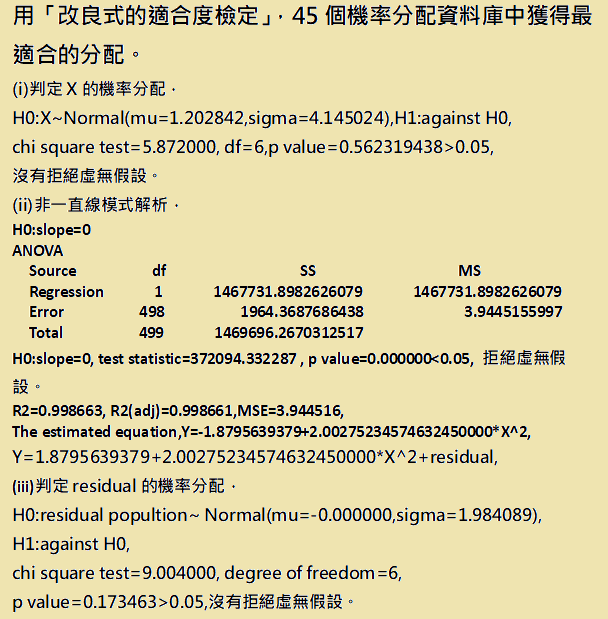 用「改良式的適合度檢定」，45 個機率分配資料庫中獲得最
適合的分配。
(i)判定 X 的機率分配，
H0:X~Normal(mu=1.202842,sigma=4.145024),H1:against H0,
chi square test=5.872000, df=6,p value=0.562319438>0.05,
沒有拒絕虛無假設。
(ii)非一直線模式解析，
H0:slope=0
ANOVA
Source df SS MS
Regression 1 1467731.8982626079 1467731.8982626079
Error 498 1964.3687686438 3.9445155997
Total 499 1469696.2670312517
H0:slope=0, test statistic=372094.332287 , p value=0.000000<0.05, 拒絕虛無假
設。
R2=0.998663, R2(adj)=0.998661,MSE=3.944516,
The estimated equation,Y=-1.8795639379+2.00275234574632450000*X^2,
Y=1.8795639379+2.00275234574632450000*X^2+residual,
(iii)判定 residual 的機率分配，
H0:residual popultion~ Normal(mu=-0.000000,sigma=1.984089),
H1:against H0,
chi square test=9.004000, degree of freedom=6,
p value=0.173463>0.05,沒有拒絕虛無假設。